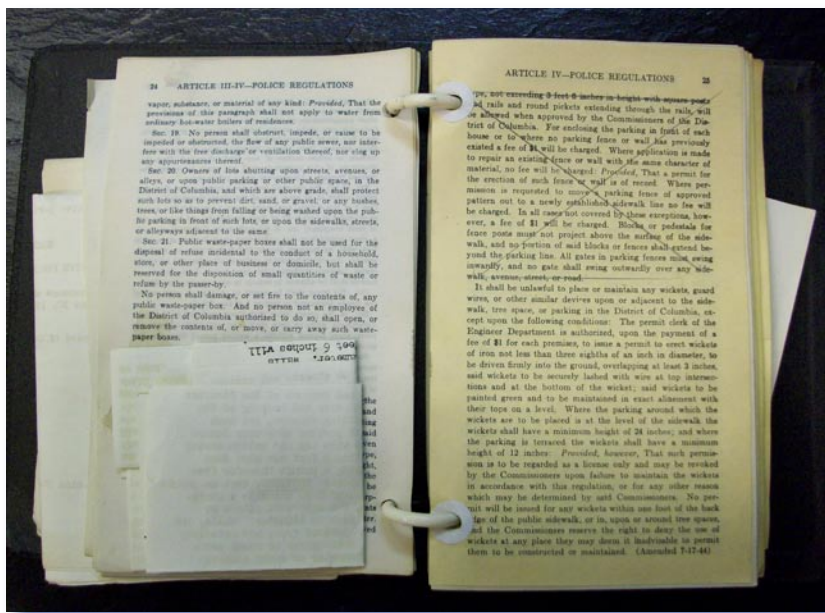 24 ARTICLE III-IV—POLICE REGULATIONS
vapor, substance, or material of any kind: Provided, That the
provisions of this paragraph shall not apply to water from
ordinary hot-water boilers of residences.
Sec. 19. No person shall obstruct, impede, or cause to be
impeded or obstructed, the flow of any public sewer, nor inter-
fere with the free discharge or ventilation thereof, nor clog up
any appurtenances thereof.
Sec. 20. Owners of lots abutting upon streets, avenues, or
alleys, or upon public parking or other public space, in the
District of Columbia, and which are above grade, shall protect
such lots so as to prevent dirt, sand, or gravel, or any bushes,
trees, or like things from falling or being washed upon the pub-
lic parking in front of such lots, or upon the sidewalks, streets,
or alleyways adjacent to the same.
Sec. 21. Public waste-paper boxes shall not be used for the
disposal of refuse incidental to the conduct of a household,
store, or other place of business or domicile, but shall be
reserved for the disposition of small quantities of waste or
refuse by the passer-by.
No person shall damage, or set fire to the contents of, any
public waste-paper box. And no person not an employee of
the District of Columbia authorized to do so, shall open, or
remove the contents of, or move, or carry away such waste-
paper boxes.
6 inches will
the
and
the
be
ARTICLE IV—POLICE REGULATIONS 25
not exceeding 3 feet 6 inches in height with square posts
and rails and round pickets extending through the rails, will
be allowed when approved by the Commissioners of the Dis-
trict of Columbia. For enclosing the parking in front of each
house or to where no parking fence or wall has previously
existed a fee of $1 will be charged. Where application is made
to repair an existing fence or wall with the same character of
material, no fee will be charged: Provided, That a permit for
the erection of such fence or wall is of record. Where per-
mission is requested to move a parking fence of approved
pattern out to a newly established sidewalk line no fee will
be charged. In all cases not covered by these exceptions, how-
ever, a fee of $1 will be charged. Blocks or pedestals for
fence posts must not project above the surface of the side-
walk, and no portion of said blocks or fences shall extend be-
yond the parking line. All gates in parking fences must swing
inwardly, and no gate shall swing outwardly over any side-
walk, avenue, street, or road.
It shall be unlawful to place or maintain any wickets, guard
wires, or other similar devices upon or adjacent to the side-
walk, tree space, or parking in the District of Columbia, ex-
cept upon the following conditions: The permit clerk of the
Engineer Department is authorized, upon the payment of a
fee of $1 for each premises, to issue a permit to erect wickets
of iron not less than three eighths of an inch in diameter, to
be driven firmly into the ground, overlapping at least 3 inches,
said wickets to be securely lashed with wire at top intersec-
tions and at the bottom of the wicket; said wickets to be
painted green and to be maintained in exact alinement with
their tops on a level. Where the parking around which the
wickets are to be placed is at the level of the sidewalk the
wickets shall have a minimum height of 24 inches; and where
the parking is terraced the wickets shall have a minimum
height of 12 inches: Provided, however, That such permis-
sion is to be regarded as a license only and may be revoked
by the Commissioners upon failure to maintain the wickets
in accordance with this regulation, or for any other reason
which may be determined by said Commissioners. No per-
mit will be issued for any wickets within one foot of the back
edge of the public sidewalk, or in, upon or around tree spaces,
and the Commissioners reserve the right to deny the use of
wickets at any place they may deem it inadvisable to permit
them to be constructed or maintained. (Amended 7-17-44)